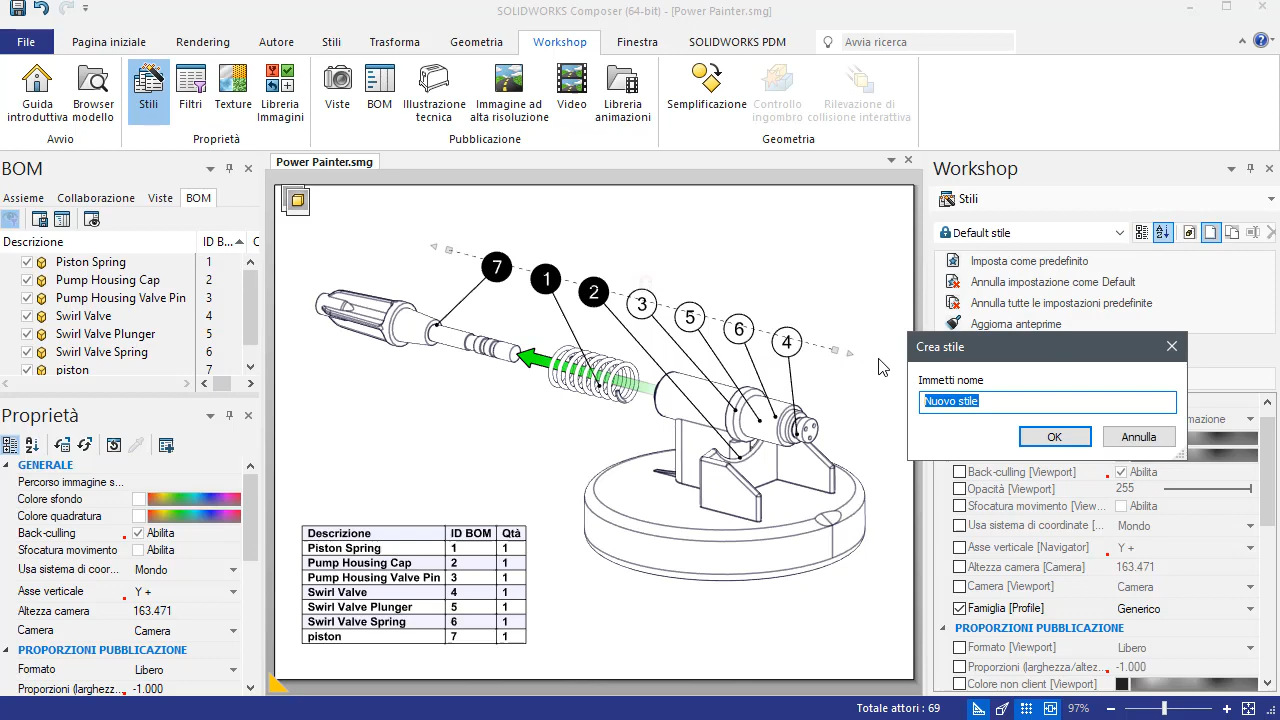 SOLIDWORKS Composer (64-bit) - [Power Painter.smg]
File Pagina iniziale Rendering Autore Stili Trasforma Geometria Workshop Finestra SOLIDWORKS PDM Avvia ricerca
Guida introduttiva
Browser modello
Stili
Filtri
Texture
Libreria Immagini
Viste
BOM
Illustrazione tecnica
Immagine ad alta risoluzione
Video
Libreria animazioni
Semplificazione
Controllo ingombro
Rilevazione di collisione interattiva
Avvio Proprietà Pubblicazione Geometria
BOM
Assieme Collaborazione Viste BOM
Descrizione ID B... C
Piston Spring 1
Pump Housing Cap 2
Pump Housing Valve Pin 3
Swirl Valve 4
Swirl Valve Plunger 5
Swirl Valve Spring 6
piston 7
Proprietà
GENERALE
Percorso immagine s...
Colore sfondo
Colore quadratura
Back-culling Abilita
Sfocatura movimento Abilita
Usa sistema di coor... Mondo
Asse verticale Y +
Altezza camera 163.471
Camera Camera
PROPORZIONI PUBBLICAZIONE
Formato Libero
Proporzioni (larghezz... -1.000
Power Painter.smg
7
1
2
3
5
6
4
Descrizione ID BOM Qtà
Piston Spring 1 1
Pump Housing Cap 2 1
Pump Housing Valve Pin 3 1
Swirl Valve 4 1
Swirl Valve Plunger 5 1
Swirl Valve Spring 6 1
piston 7 1
Workshop
Stili
Default stile
Imposta come predefinito
Annulla impostazione come Default
Annulla tutte le impostazioni predefinite
Aggiorna anteprime
Crea stile
Immetti nome
Nuovo stile
OK Annulla
mazione
Back-culling [Viewport] Abilita
Opacità [Viewport] 255
Sfocatura movimento [View... Abilita
Usa sistema di coordinate [... Mondo
Asse verticale [Navigator] Y +
Altezza camera [Camera] 163.471
Camera [Viewport] Camera
Famiglia [Profile] Generico
PROPORZIONI PUBBLICAZIONE
Formato [Viewport] Libero
Proporzioni (larghezza/altez... -1.000
Colore non client [Viewport]
Totale attori : 69 97%